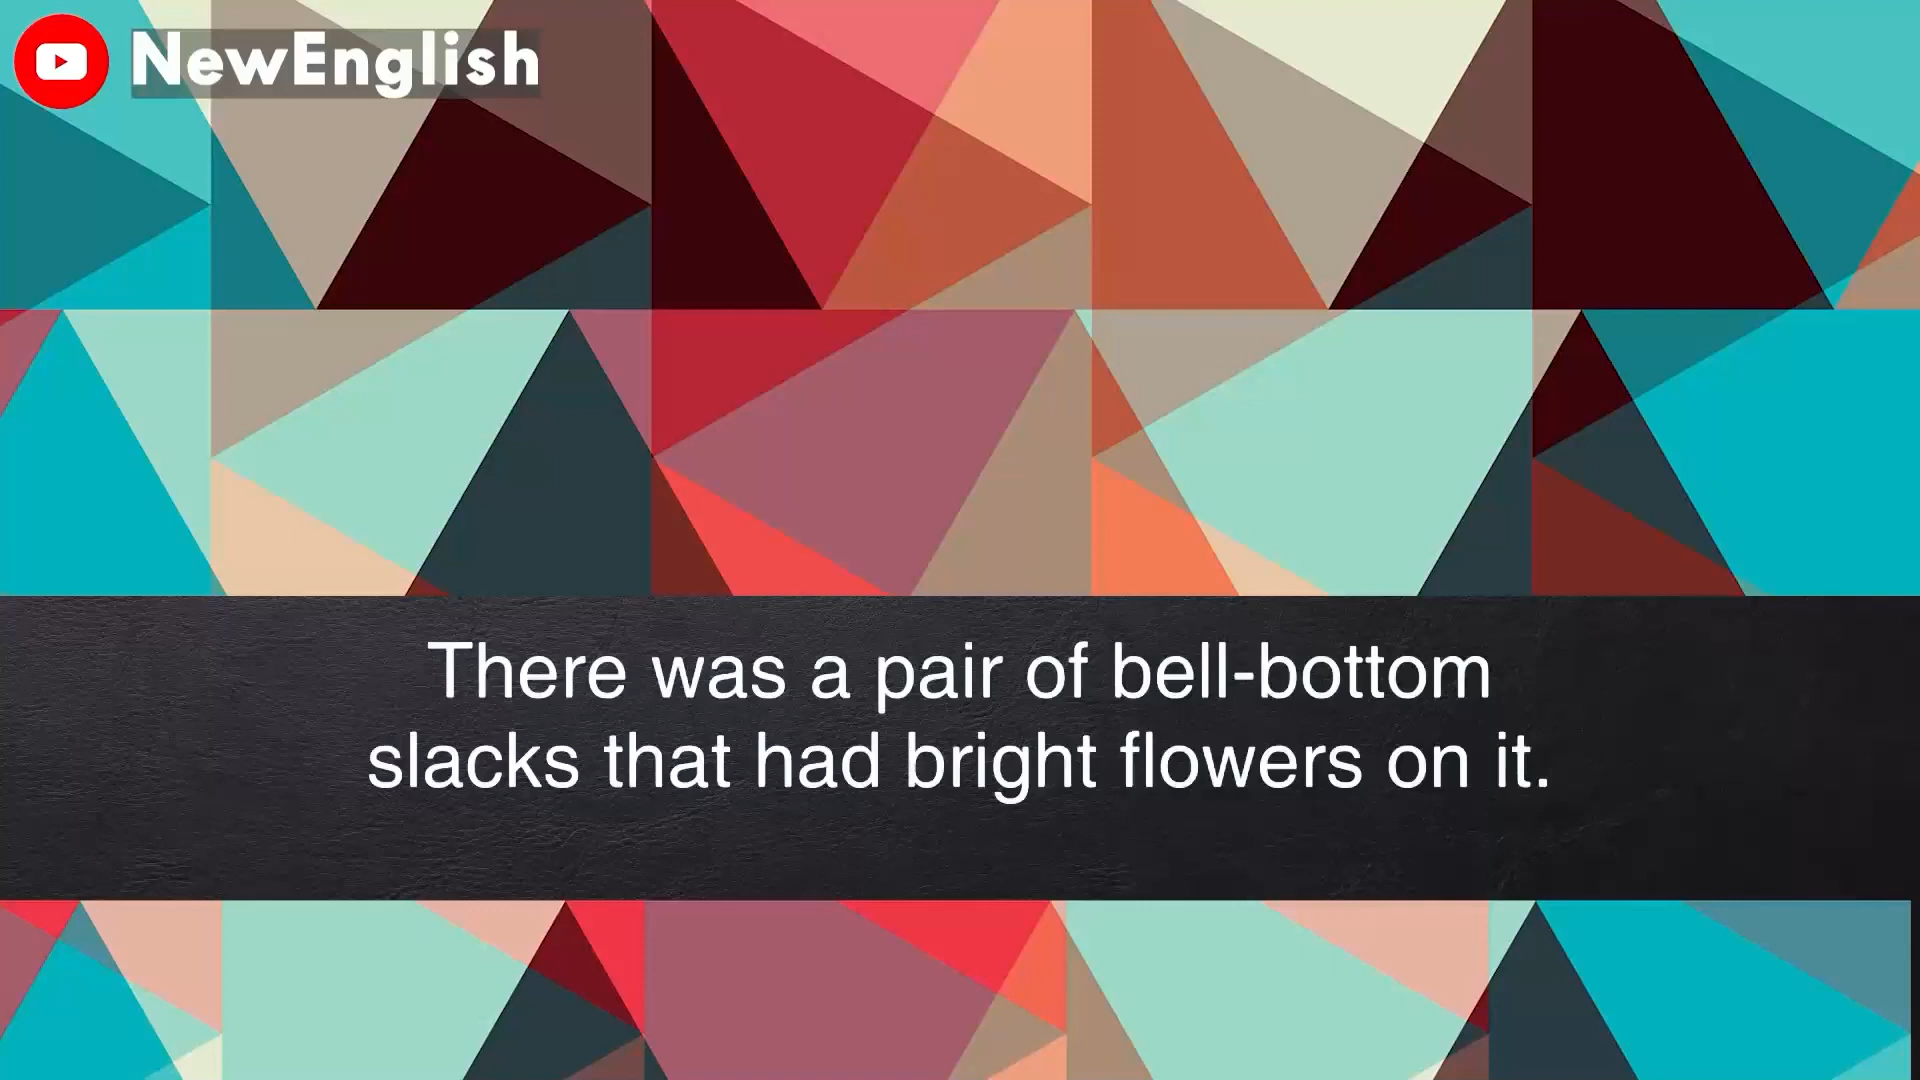 NewEnglish
There was a pair of bell-bottom
slacks that had bright flowers on it.